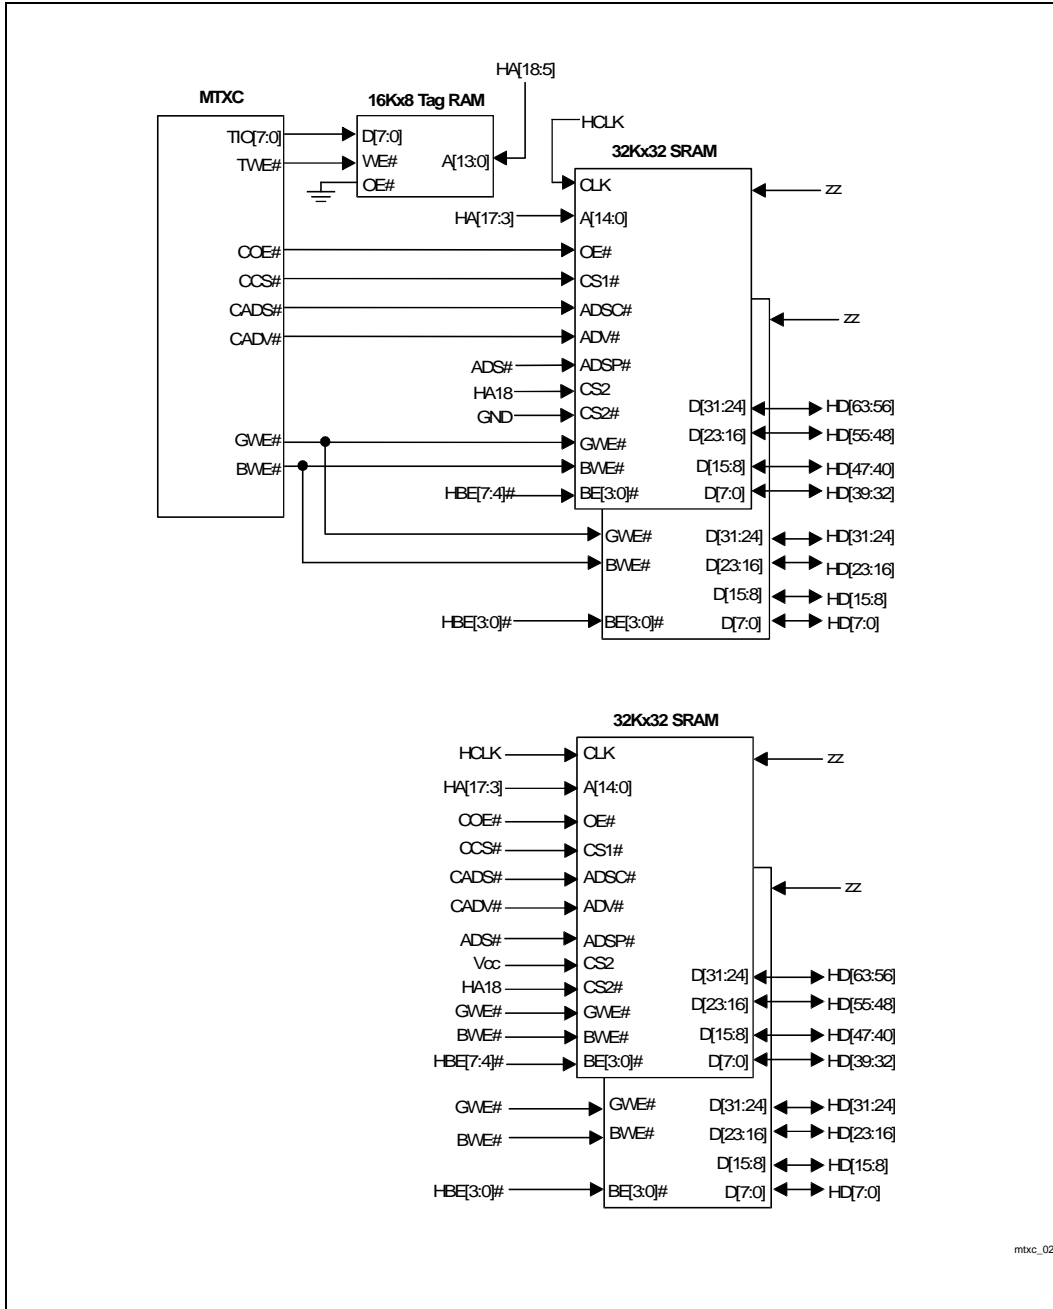 HA[18:5]
MTXC
16Kx8 Tag RAM
TIO[7:0]
D[7:0]
TWE#
WE#
A[13:0]
OE#
HCLK
32Kx32 SRAM
CLK
ZZ
HA[17:3]
A[14:0]
COE#
OE#
CCS#
CS1#
CADS#
ADSC#
ZZ
CADV#
ADV#
ADS#
ADSP#
HA18
CS2
GND
CS2#
D[31:24]
HD[63:56]
GWE#
GWE#
D[23:16]
HD[55:48]
BWE#
BWE#
D[15:8]
HD[47:40]
HBE[7:4]#
BE[3:0]#
D[7:0]
HD[39:32]
GWE#
D[31:24]
HD[31:24]
BWE#
D[23:16]
HD[23:16]
D[15:8]
HD[15:8]
HBE[3:0]#
BE[3:0]#
D[7:0]
HD[7:0]
32Kx32 SRAM
HCLK
CLK
ZZ
HA[17:3]
A[14:0]
COE#
OE#
CCS#
CS1#
CADS#
ADSC#
ZZ
CADV#
ADV#
ADS#
ADSP#
Vcc
CS2
HA18
CS2#
D[31:24]
HD[63:56]
GWE#
GWE#
D[23:16]
HD[55:48]
BWE#
BWE#
D[15:8]
HD[47:40]
HBE[7:4]#
BE[3:0]#
D[7:0]
HD[39:32]
GWE#
GWE#
D[31:24]
HD[31:24]
BWE#
BWE#
D[23:16]
HD[23:16]
D[15:8]
HD[15:8]
HBE[3:0]#
BE[3:0]#
D[7:0]
HD[7:0]
mtxc_02